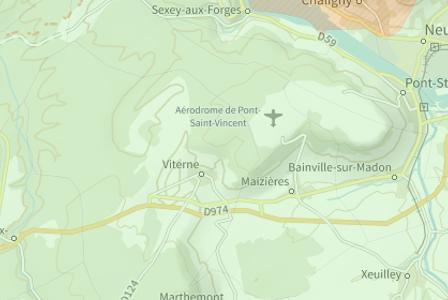 Sexey-aux-Forges
Chaligny
D59
Neu
Pont-St
Aérodrome de Pont-
Saint-Vincent
Viterne
Bainville-sur-Madon
Maizières
D974
x-
Xeuilley
D124
Marthemont